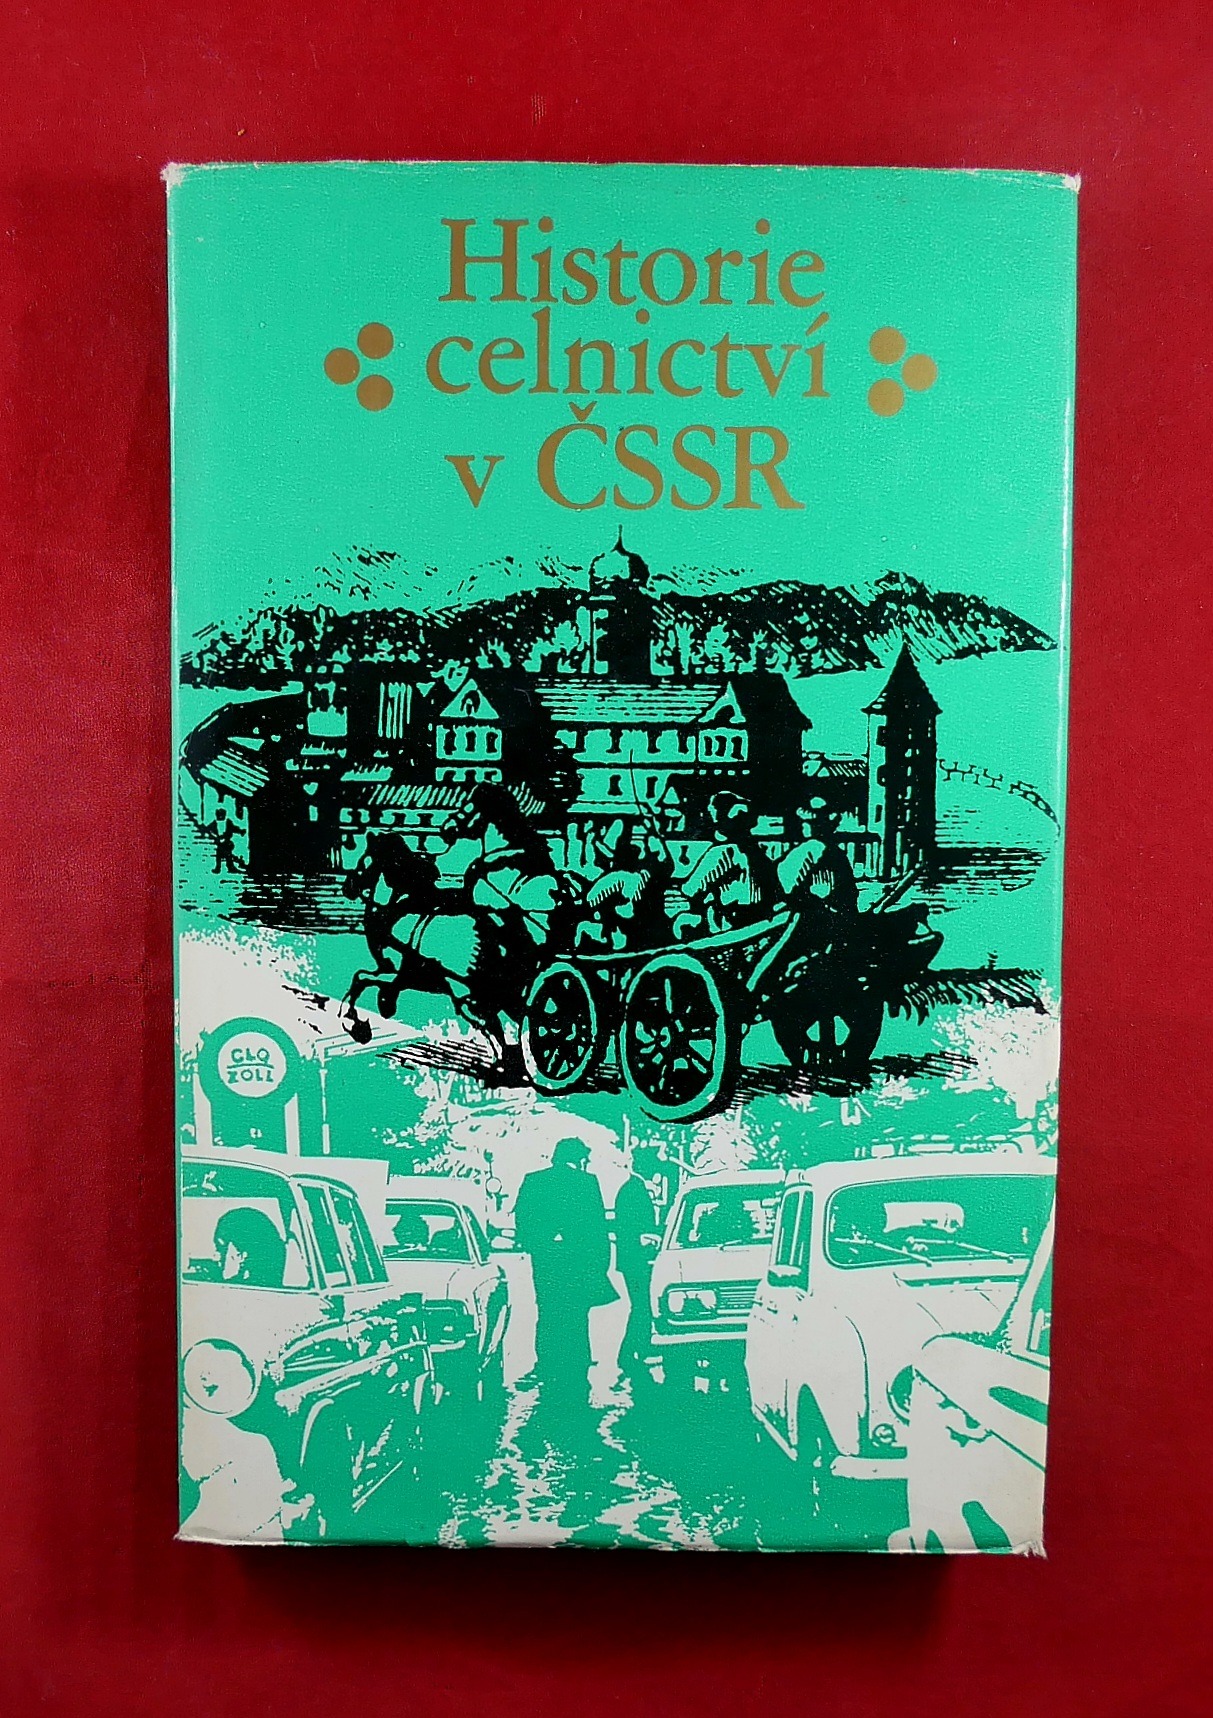 Historie
celnictví
v ČSSR
CLO
ZOLL